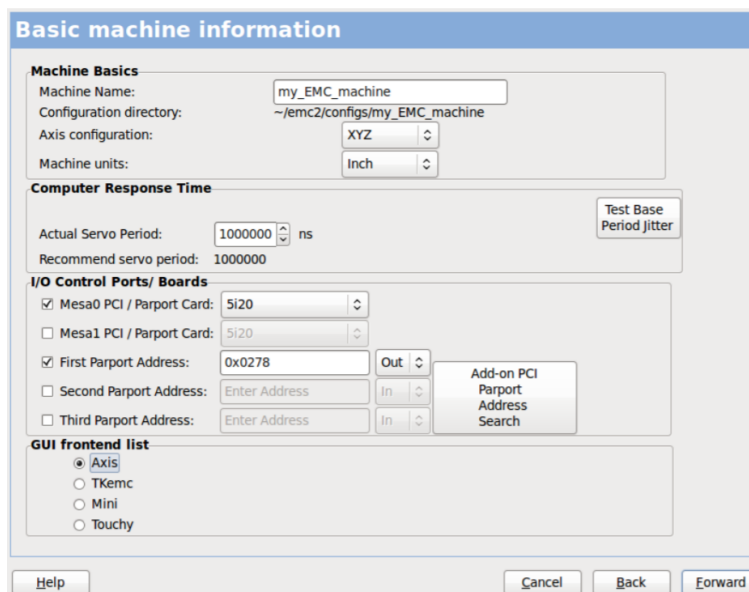 Basic machine information
Machine Basics
Machine Name: my_EMC_machine
Configuration directory: ~/emc2/configs/my_EMC_machine
Axis configuration: XYZ
Machine units: Inch
Computer Response Time
Test Base
Period Jitter
Actual Servo Period: 1000000 ns
Recommend servo period: 1000000
I/O Control Ports/ Boards
Mesa0 PCI / Parport Card: 5i20
Mesa1 PCI / Parport Card: 5i20
First Parport Address: 0x0278 Out
Second Parport Address: Enter Address In
Third Parport Address: Enter Address In
Add-on PCI
Parport
Address
Search
GUI frontend list
Axis
TKemc
Mini
Touchy
Help Cancel Back Forward